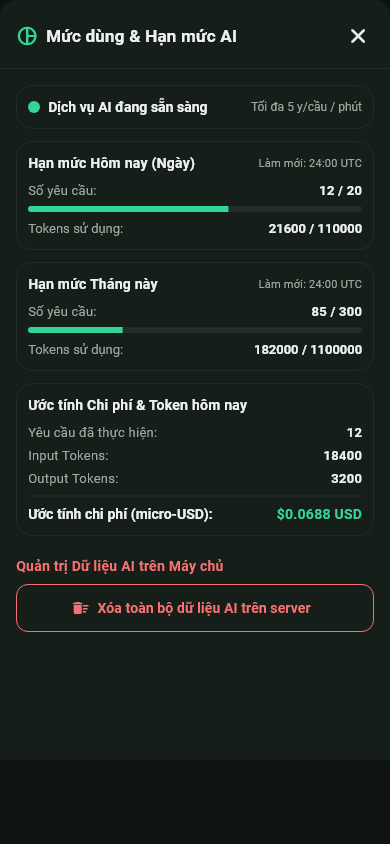 Mức dùng & Hạn mức AI
Dịch vụ AI đang sẵn sàng Tối đa 5 y/cầu / phút
Hạn mức Hôm nay (Ngày) Làm mới: 24:00 UTC
Số yêu cầu: 12 / 20
Tokens sử dụng: 21600 / 110000
Hạn mức Tháng này Làm mới: 24:00 UTC
Số yêu cầu: 85 / 300
Tokens sử dụng: 182000 / 1100000
Ước tính Chi phí & Token hôm nay
Yêu cầu đã thực hiện: 12
Input Tokens: 18400
Output Tokens: 3200
Ước tính chi phí (micro-USD): $0.0688 USD
Quản trị Dữ liệu AI trên Máy chủ
Xóa toàn bộ dữ liệu AI trên server